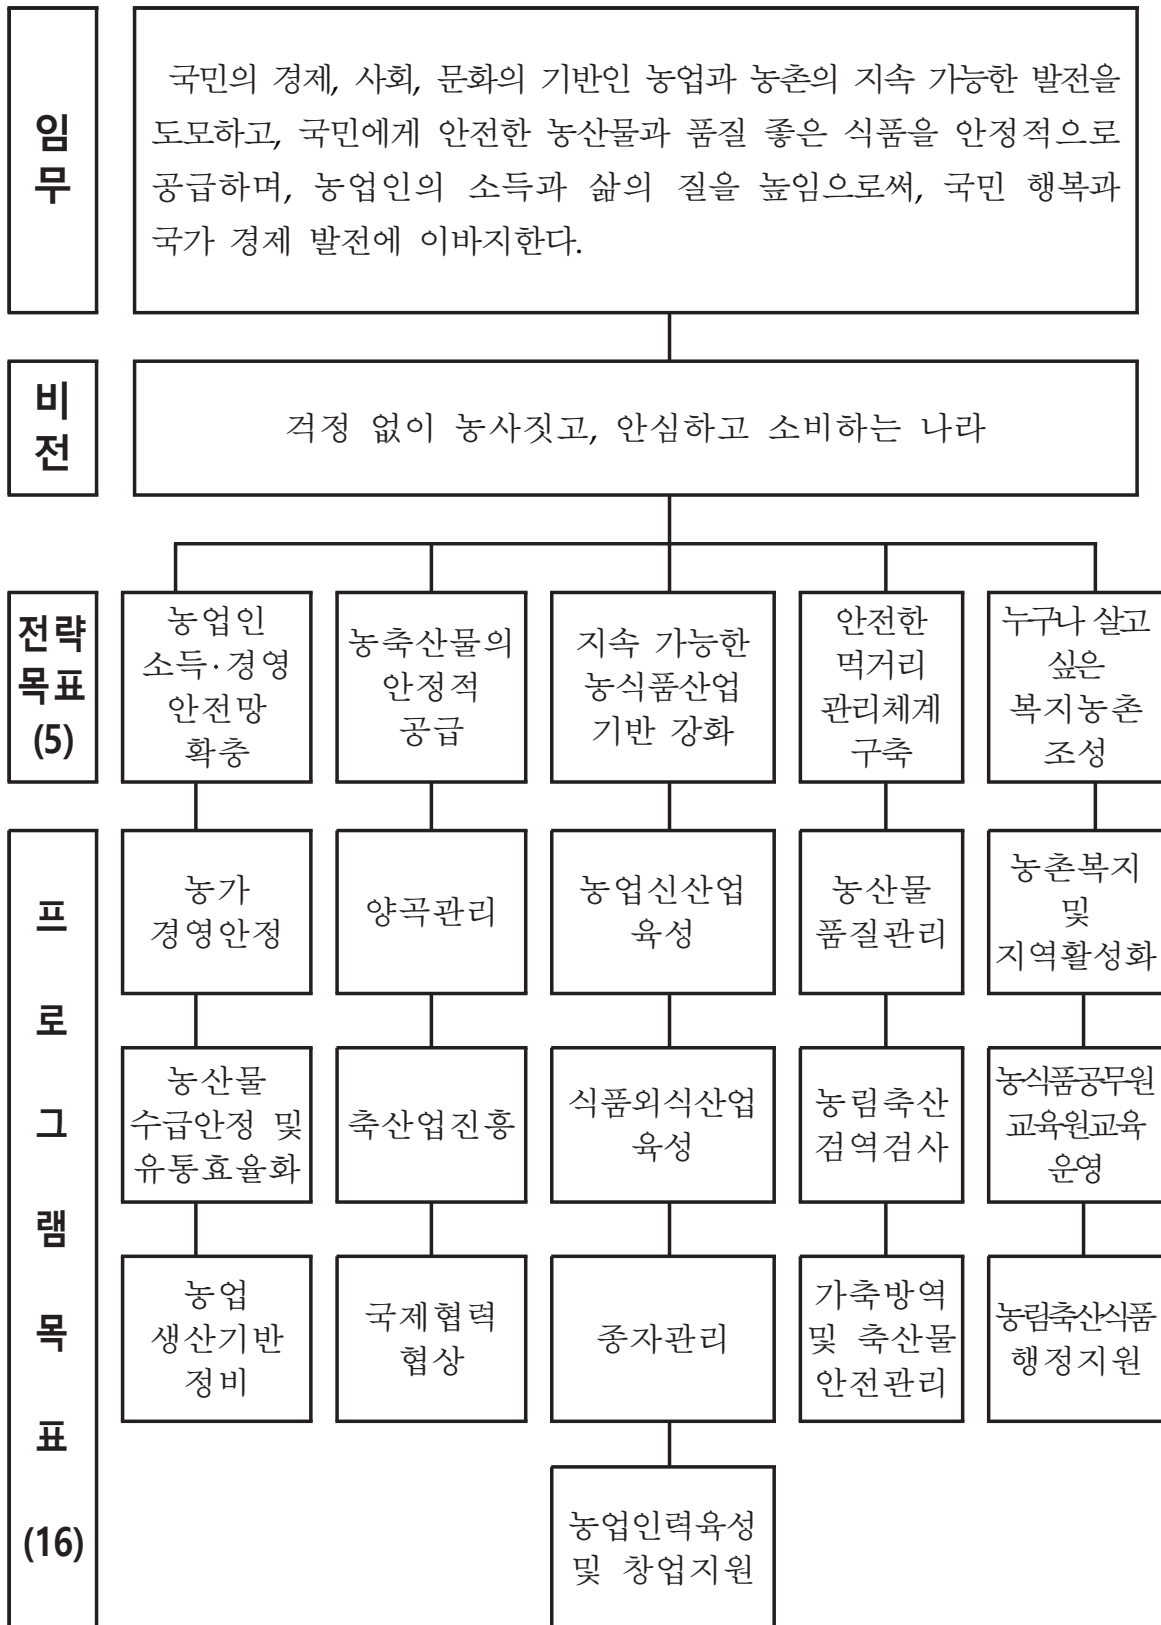 임
무
국민의 경제, 사회, 문화의 기반인 농업과 농촌의 지속 가능한 발전을
도모하고, 국민에게 안전한 농산물과 품질 좋은 식품을 안정적으로
공급하며, 농업인의 소득과 삶의 질을 높임으로써, 국민 행복과
국가 경제 발전에 이바지한다.
비
전
걱정 없이 농사짓고, 안심하고 소비하는 나라
전략
목표
(5)
농업인
소득·경영
안전망
확충
농축산물의
안정적
공급
지속 가능한
농식품산업
기반 강화
안전한
먹거리
관리체계
구축
누구나 살고
싶은
복지농촌
조성
프
로
그
램
목
표
(16)
농가
경영안정
양곡관리
농업신산업
육성
농산물
품질관리
농촌복지
및
지역활성화
농산물
수급안정 및
유통효율화
축산업진흥
식품외식산업
육성
농림축산
검역검사
농식품공무원
교육원교육
운영
농업
생산기반
정비
국제협력
협상
종자관리
가축방역
및 축산물
안전관리
농림축산식품
행정지원
농업인력육성
및 창업지원